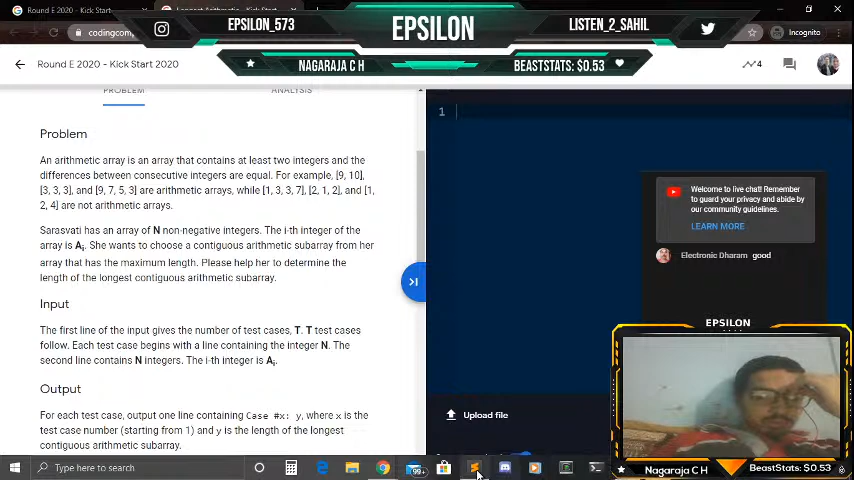 Round E 2020 - Kick Start 2020
Longest Arithmetic - Kick Start
EPSILON_573
EPSILON
LISTEN_2_SAHIL
codingcom
Incognito
NAGARAJA C H
BEASTSTATS: $0.53
Round E 2020 - Kick Start 2020
4
PROBLEM
ANALYSIS
Problem
An arithmetic array is an array that contains at least two integers and the
differences between consecutive integers are equal. For example, [9, 10],
[3, 3, 3], and [9, 7, 5, 3] are arithmetic arrays, while [1, 3, 3, 7], [2, 1, 2], and [1,
2, 4] are not arithmetic arrays.
Sarasvati has an array of N non-negative integers. The i-th integer of the
array is Ai. She wants to choose a contiguous arithmetic subarray from her
array that has the maximum length. Please help her to determine the
length of the longest contiguous arithmetic subarray.
Input
The first line of the input gives the number of test cases, T. T test cases
follow. Each test case begins with a line containing the integer N. The
second line contains N integers. The i-th integer is Ai.
Output
For each test case, output one line containing Case #x: y, where x is the
test case number (starting from 1) and y is the length of the longest
contiguous arithmetic subarray.
1
Welcome to live chat! Remember
to guard your privacy and abide by
our community guidelines.
LEARN MORE
Electronic Dharam good
EPSILON
Upload file
Type here to search
99+
Nagaraja C H
BeastStats: $0.53